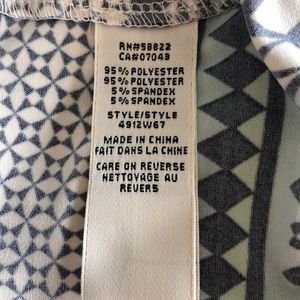 RN#58822
CA#07043
95% POLYESTER
95% POLYESTER
5% SPANDEX
5% SPANDEX
STYLE/STYLE
4912W67
MADE IN CHINA
FAIT DANS LA CHINE
CARE ON REVERSE
NETTOYAGE AU
REVERS